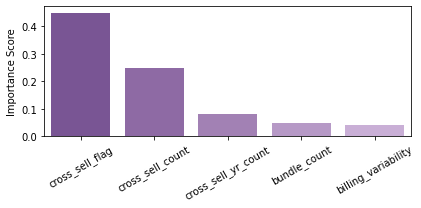 Importance Score
0.4
0.3
0.2
0.1
0.0
cross_sell_flag
cross_sell_count
cross_sell_yr_count
bundle_count
billing_variability